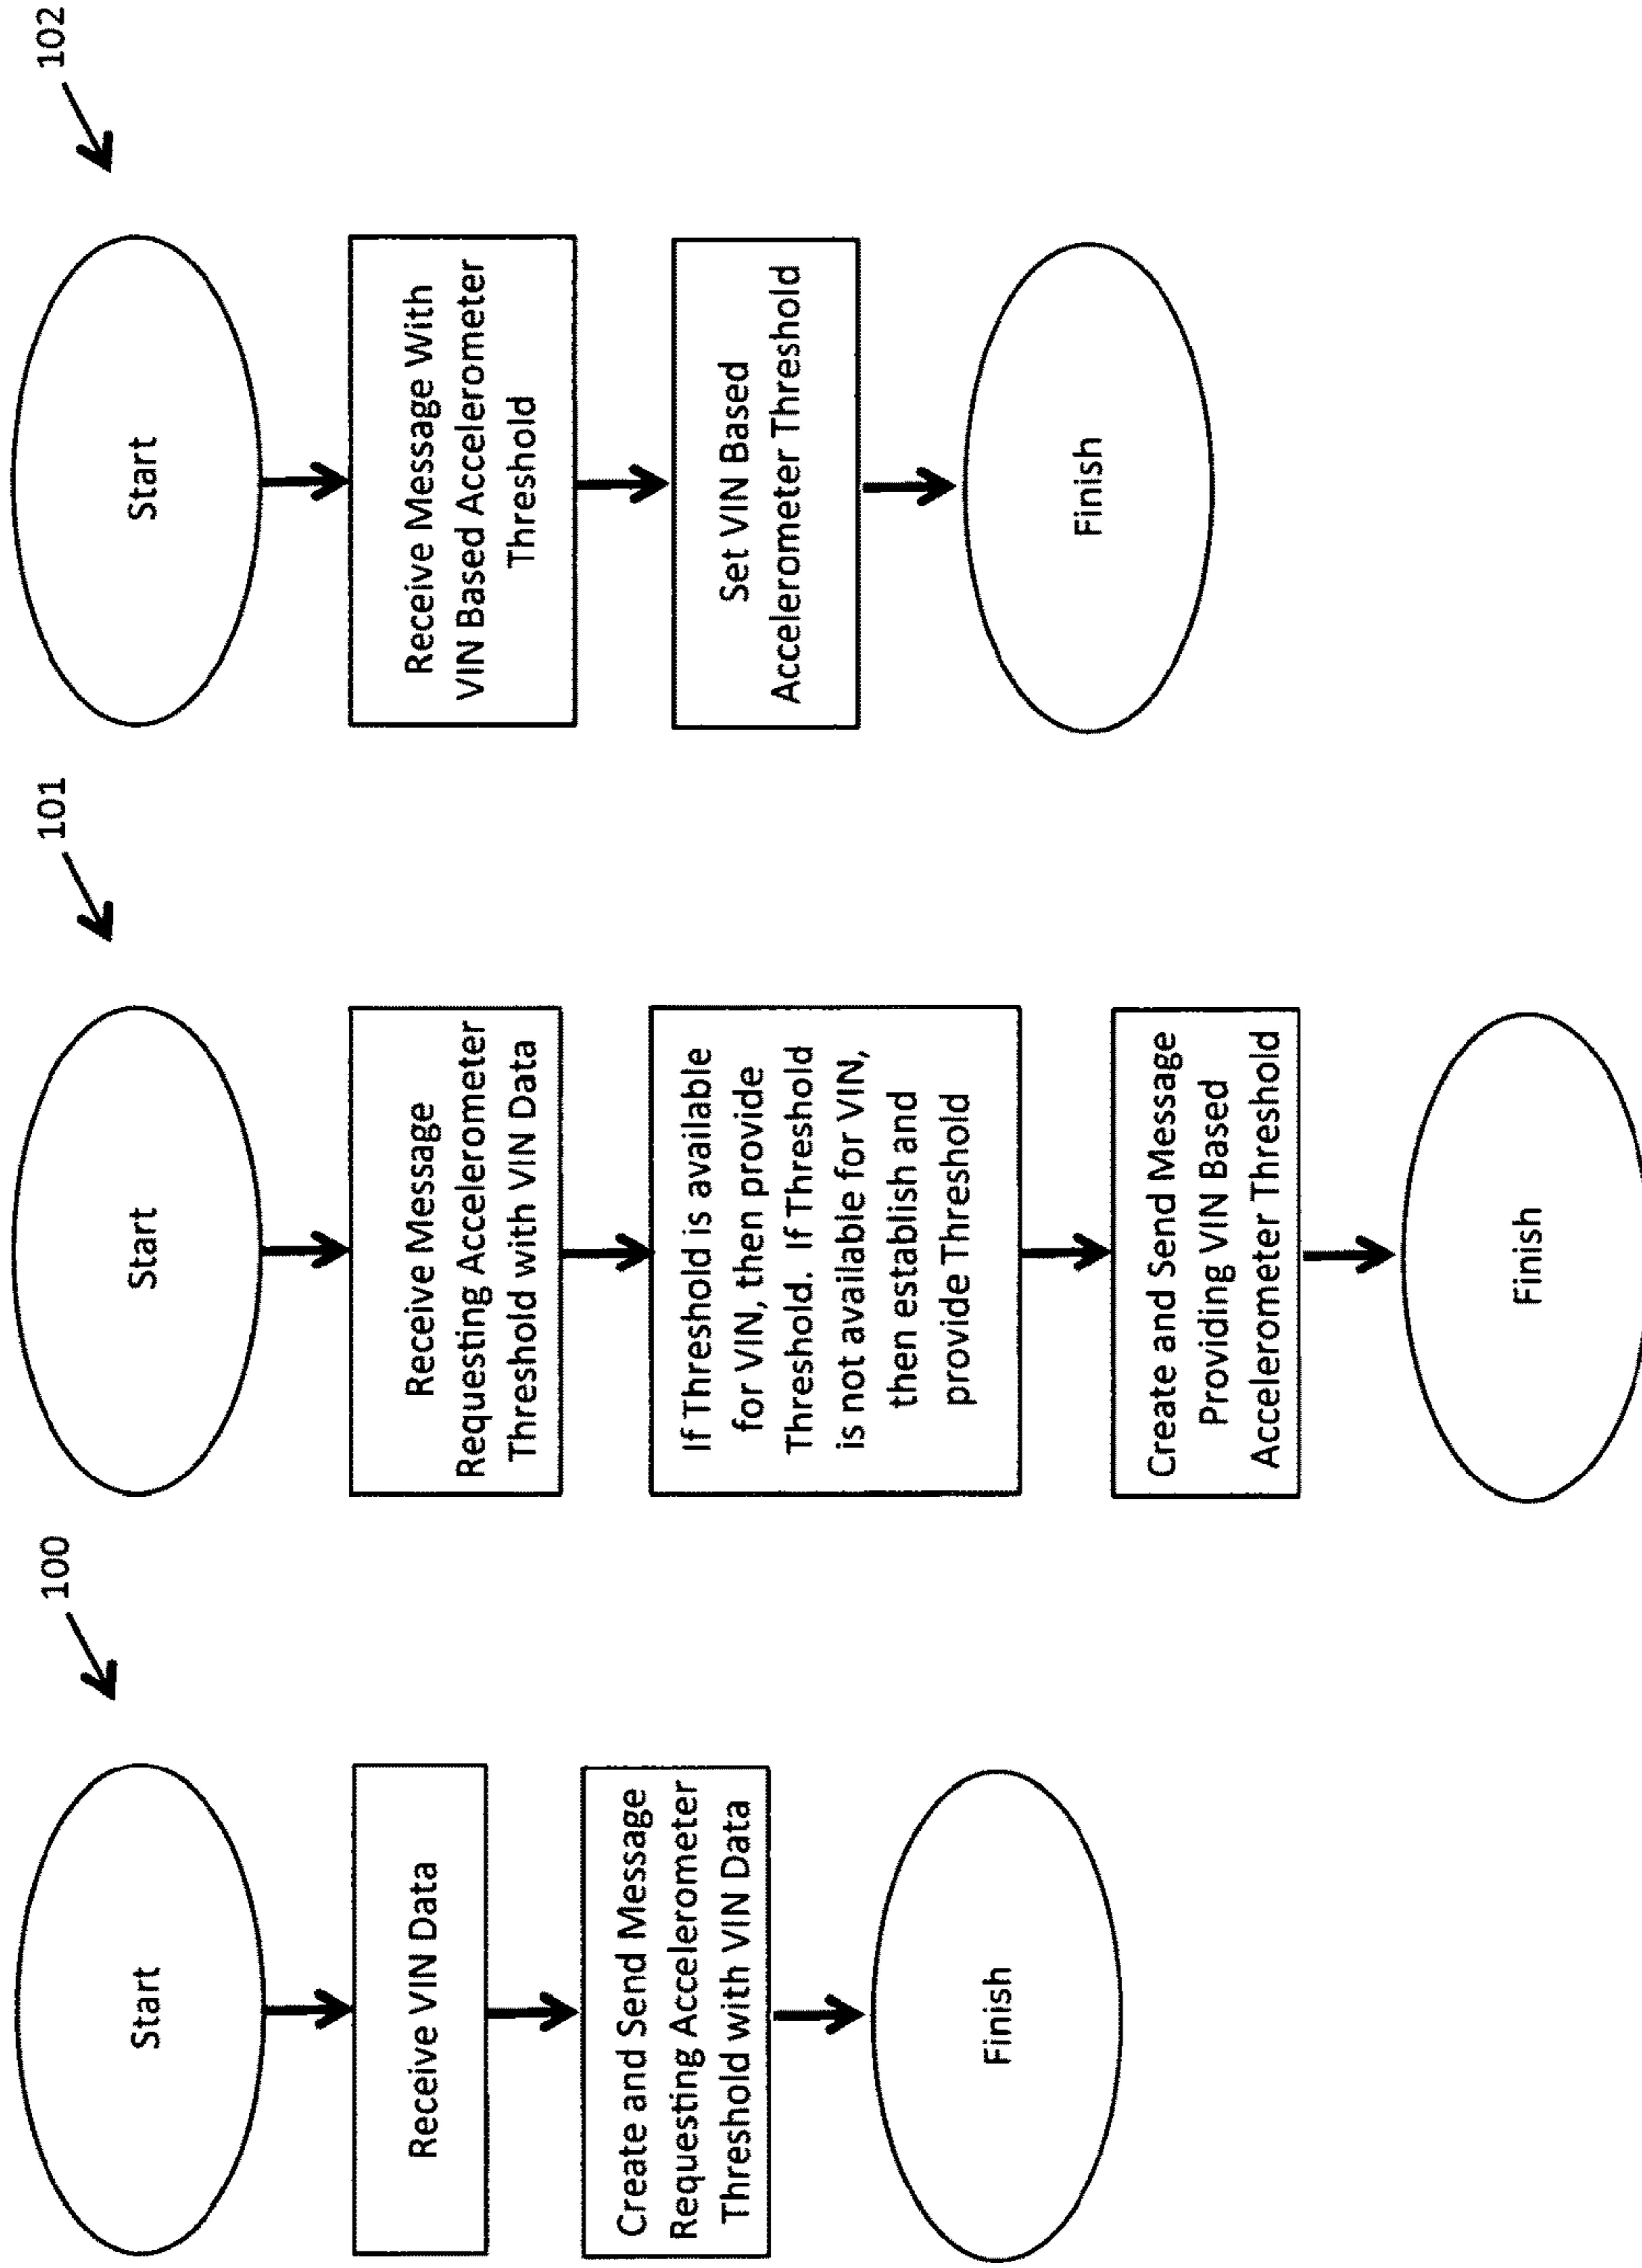 100
Start
Receive VIN Data
Create and Send Message
Requesting Accelerometer
Threshold with VIN Data
Finish
101
Start
Receive Message
Requesting Accelerometer
Threshold with VIN Data
If Threshold is available
for VIN, then provide
Threshold. If Threshold
is not available for VIN,
then establish and
provide Threshold
Create and Send Message
Providing VIN Based
Accelerometer Threshold
Finish
102
Start
Receive Message With
VIN Based Accelerometer
Threshold
Set VIN Based
Accelerometer Threshold
Finish